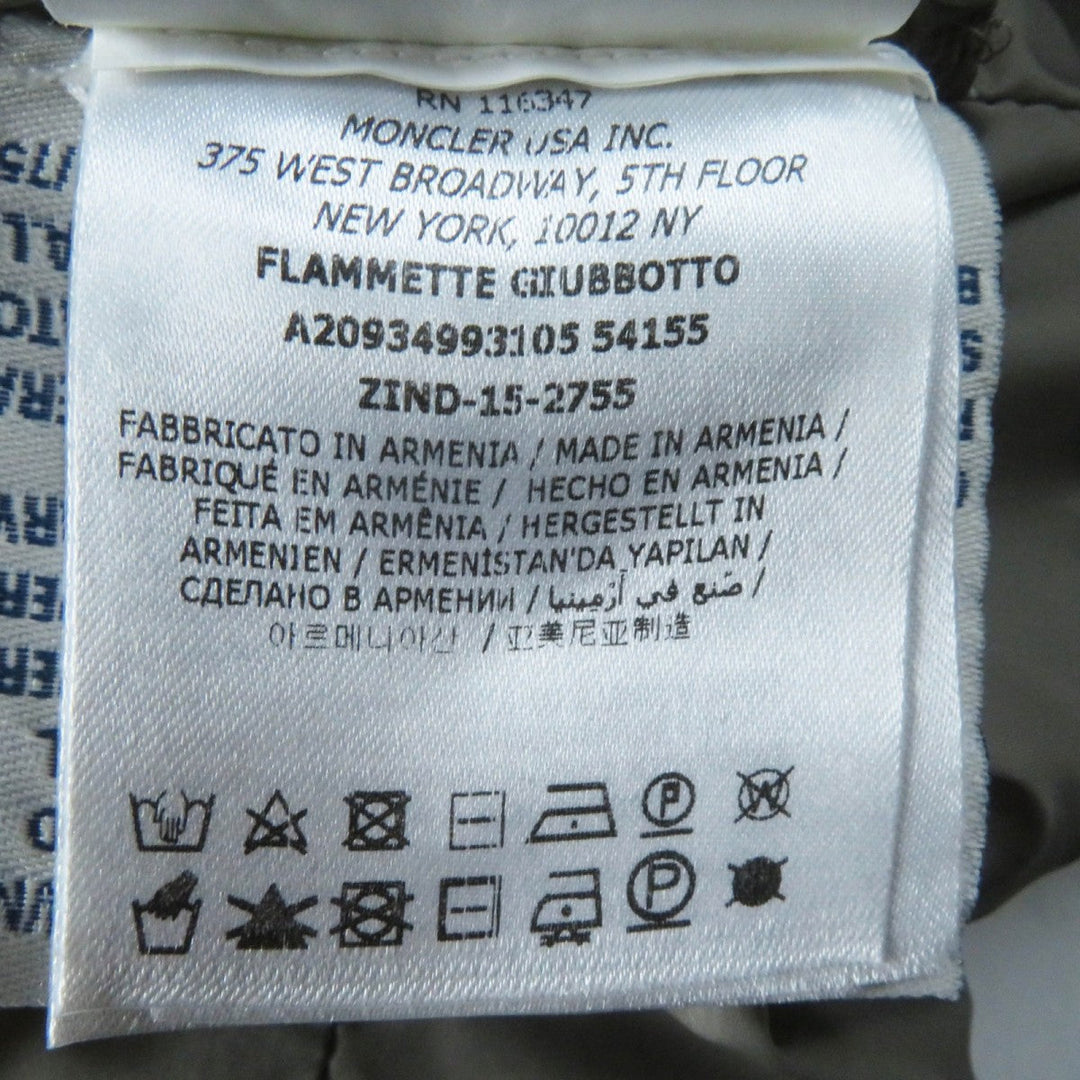 RN 116347
MONCLER USA INC.
375 WEST BROADWAY, 5TH FLOOR
NEW YORK, 10012 NY
FLAMMETTE GIUBBOTTO
A20934993105 54155
ZIND-15-2755
FABBRICATO IN ARMENIA / MADE IN ARMENIA /
FABRIQUÉ EN ARMÉNIE / HECHO EN ARMENIA /
FEITA EM ARMÊNIA / HERGESTELLT IN
ARMENIEN / ERMENİSTAN'DA YAPILAN /
СДЕЛАНО В АРМЕНИИ / صنع في أرمينيا /
아르메니아산 / 亚美尼亚制造
P
W
P